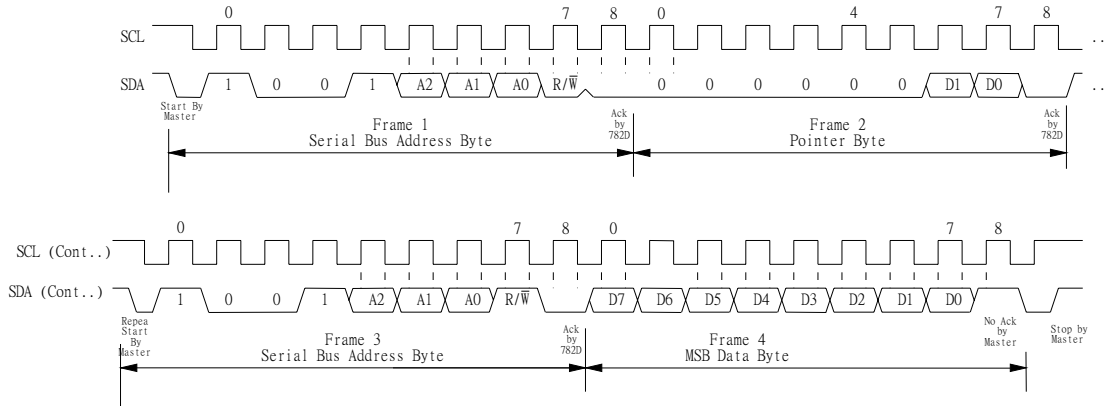 0 7 8 0 4 7 8
SCL ..
SDA 1 0 0 1 A2 A1 A0 R/W̅ 0 0 0 0 0 0 D1 D0 ..
Start By
Master
Ack
by
782D
Ack
by
782D
Frame 1
Serial Bus Address Byte
Frame 2
Pointer Byte
0 7 8 0 7 8
SCL (Cont..)
SDA (Cont..) 1 0 0 1 A2 A1 A0 R/W̅ D7 D6 D5 D4 D3 D2 D1 D0
Repea
Start
By
Master
Ack
by
782D
No Ack
by
Master
Stop by
Master
Frame 3
Serial Bus Address Byte
Frame 4
MSB Data Byte